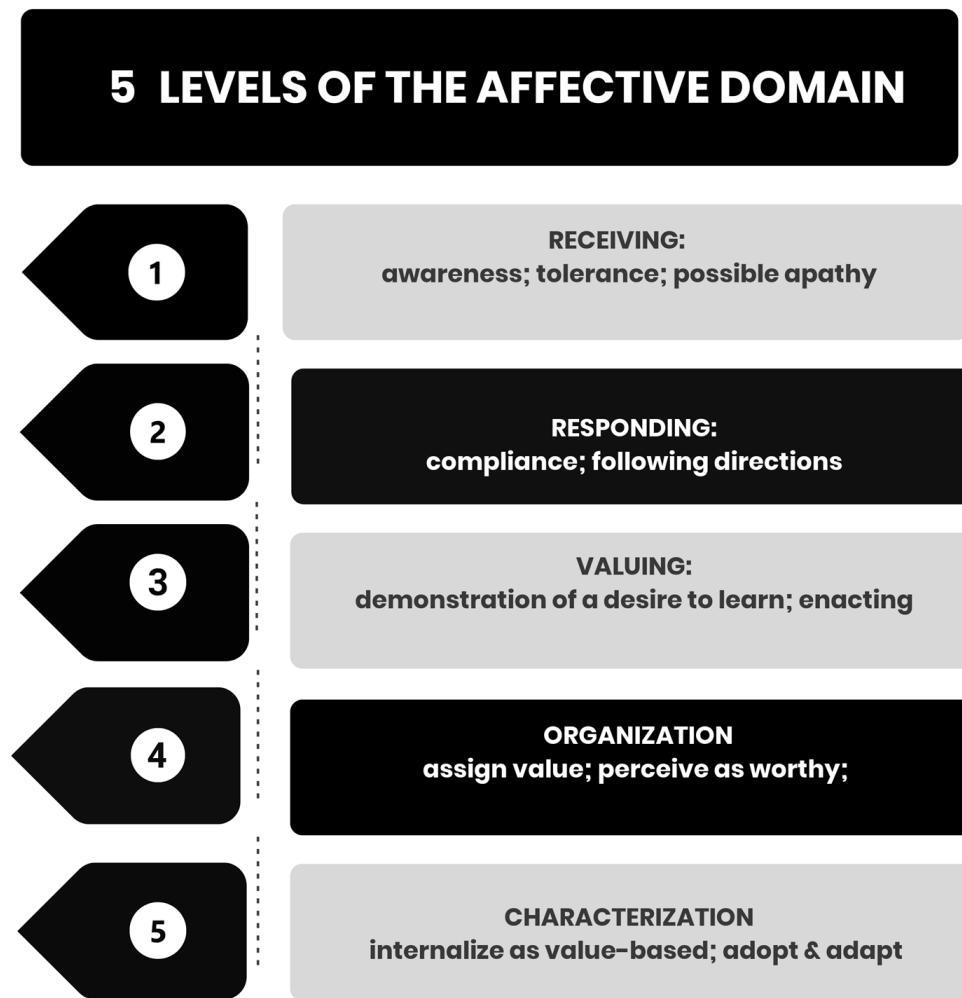 5 LEVELS OF THE AFFECTIVE DOMAIN
1
RECEIVING:
awareness; tolerance; possible apathy
2
RESPONDING:
compliance; following directions
3
VALUING:
demonstration of a desire to learn; enacting
4
ORGANIZATION
assign value; perceive as worthy;
5
CHARACTERIZATION
internalize as value-based; adopt & adapt